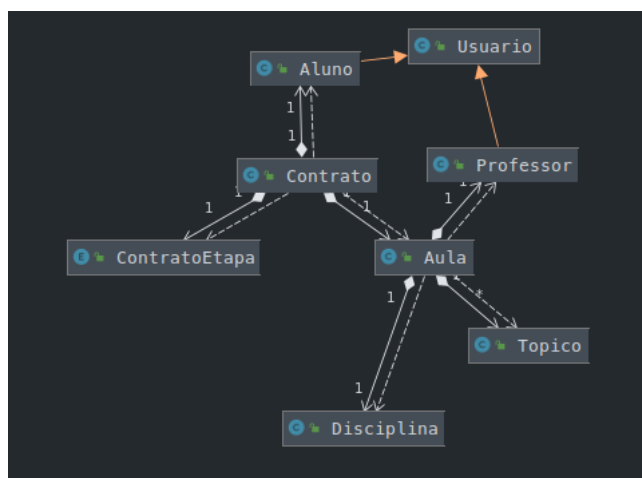 C Usuario
C Aluno
1
1
C Contrato
C Professor
1
1
1
1
E ContratoEtapa
C Aula
1
*
C Topico
1
C Disciplina